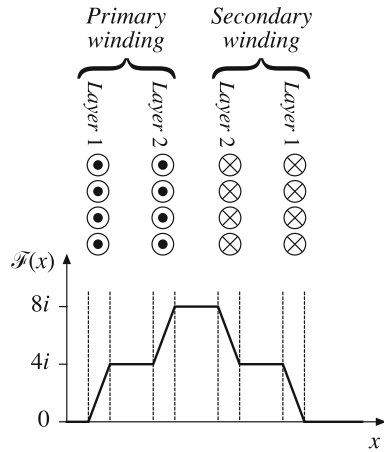 Primary winding
Secondary winding
Layer 1
Layer 2
Layer 2
Layer 1
ℱ(x)
8i
4i
0
x